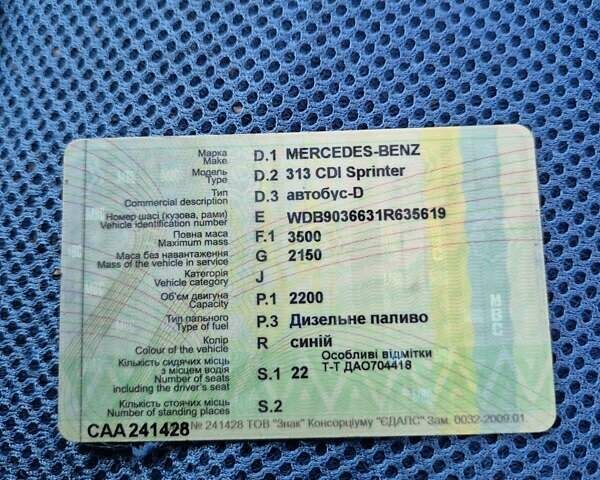 Марка
Make D.1 MERCEDES-BENZ
Модель
Type D.2 313 CDI Sprinter
Тип
Commercial description D.3 автобус-D
Номер шасі (кузова, рами)
Vehicle identification number E WDB9036631R635619
Повна маса
Maximum mass F.1 3500
Маса без навантаження
Mass of the vehicle in service G 2150
Категорія
Vehicle category J
Об'єм двигуна
Capacity P.1 2200
Тип пального
Type of fuel P.3 Дизельне паливо
Колір
Colour of the vehicle R синій
Особливі відмітки
Т-Т ДАО704418
Кількість сидячих місць
з місцем водія
Number of seats
including the driver's seat S.1 22
Кількість стоячих місць
Number of standing places S.2
САА 241428 № 241428 ТОВ "Знак" Консорціуму "ЄДАПС" Зам. 0032-2009.01
МВС